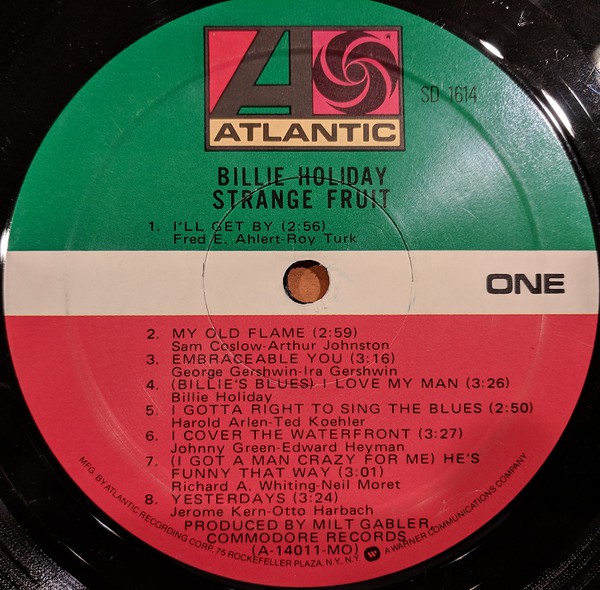 ATLANTIC
SD 1614
BILLIE HOLIDAY
STRANGE FRUIT
1. I'LL GET BY (2:56)
Fred E. Ahlert-Roy Turk
ONE
2. MY OLD FLAME (2:59)
Sam Coslow-Arthur Johnston
3. EMBRACEABLE YOU (3:16)
George Gershwin-Ira Gershwin
4. (BILLIE'S BLUES) I LOVE MY MAN (3:26)
Billie Holiday
5. I GOTTA RIGHT TO SING THE BLUES (2:50)
Harold Arlen-Ted Koehler
6. I COVER THE WATERFRONT (3:27)
Johnny Green-Edward Heyman
7. (I GOT A MAN CRAZY FOR ME) HE'S
FUNNY THAT WAY (3:01)
Richard A. Whiting-Neil Moret
8. YESTERDAYS (3:24)
Jerome Kern-Otto Harbach
PRODUCED BY MILT GABLER,
COMMODORE RECORDS
(A-14011-MO)
MFG. BY ATLANTIC RECORDING CORP. 75 ROCKEFELLER PLAZA, N.Y. N.Y. A WARNER COMMUNICATIONS COMPANY